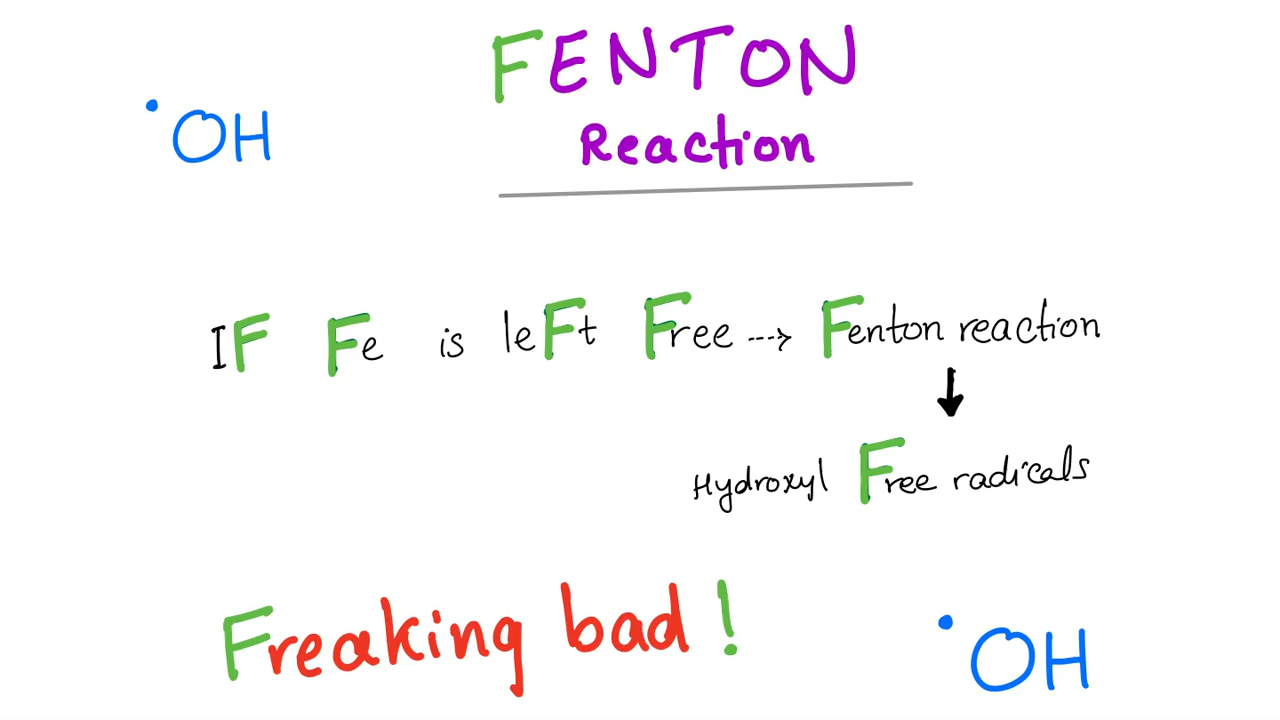 FENTON
•OH
Reaction
IF Fe is leFt Free ---> Fenton reaction
↓
Hydroxyl Free radicals
Freaking bad!
•OH